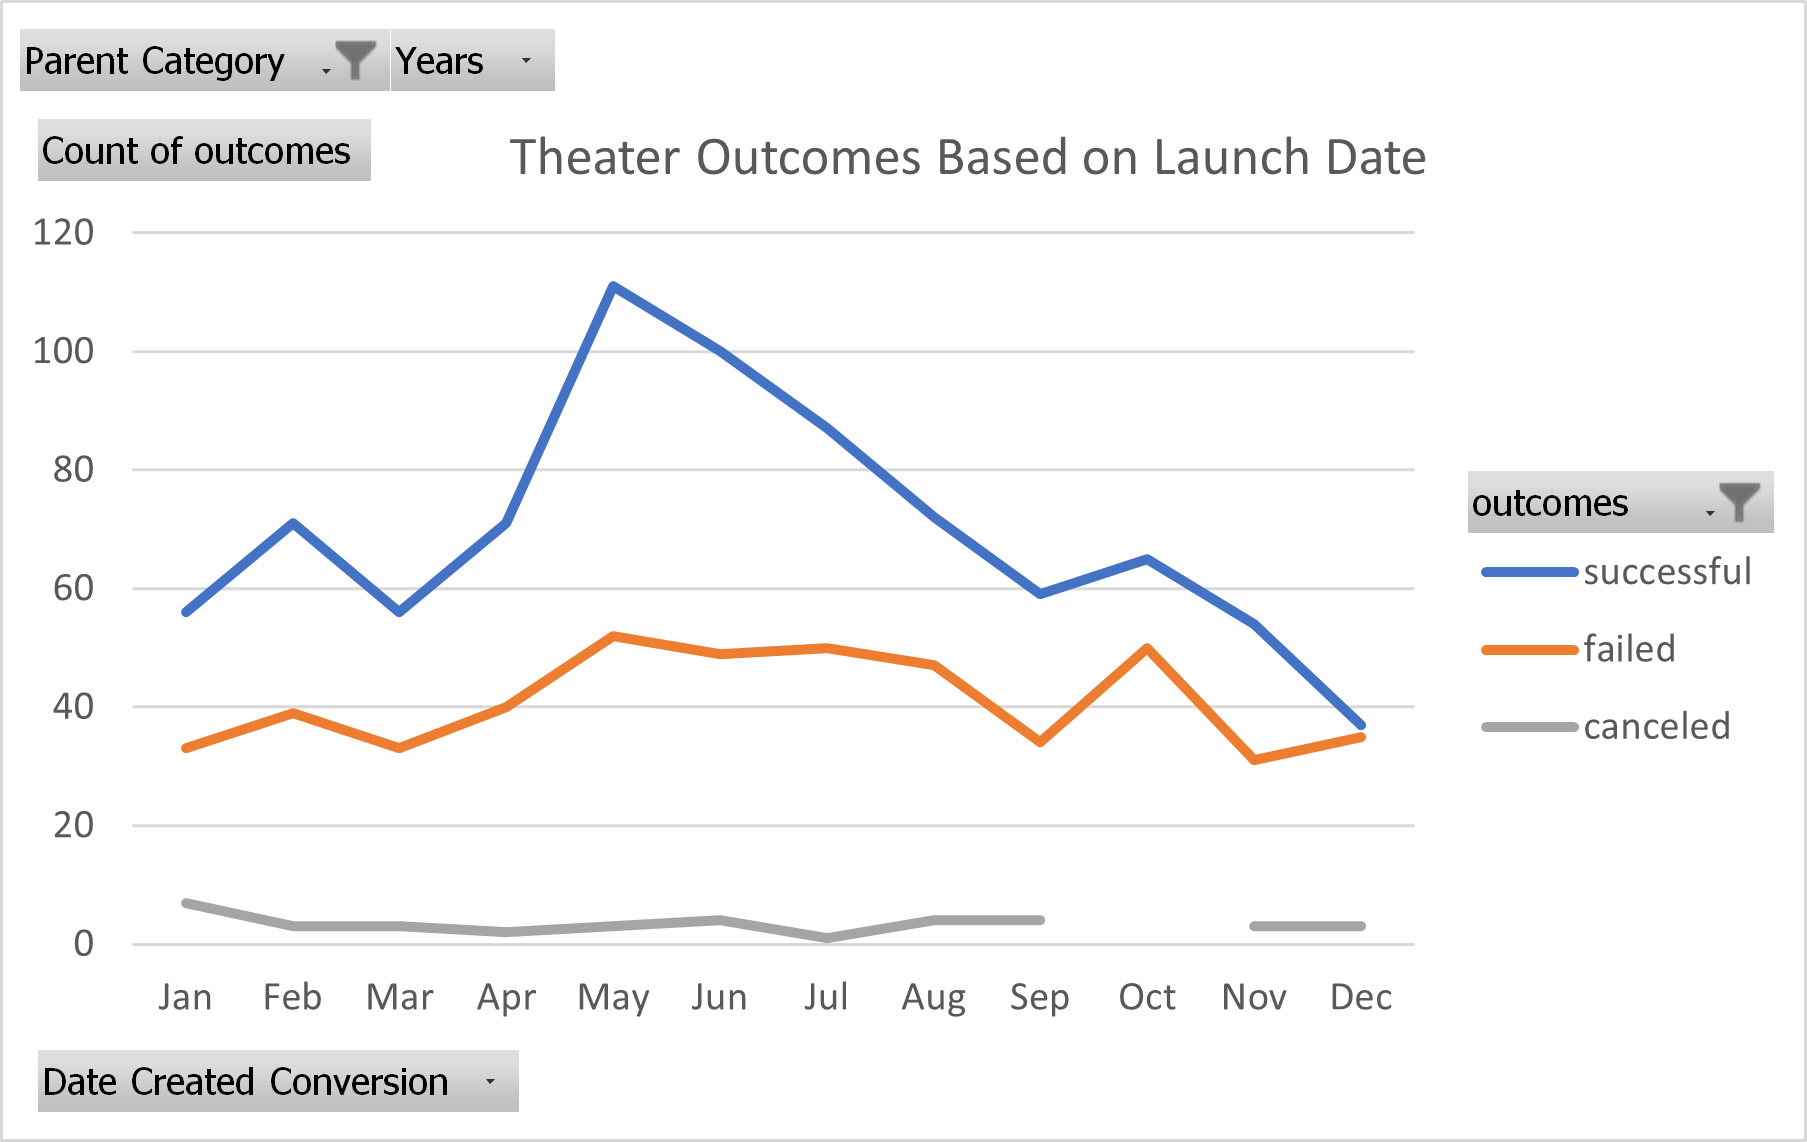 Parent Category Years
Count of outcomes
Theater Outcomes Based on Launch Date
120
100
80
60
40
20
0
Jan Feb Mar Apr May Jun Jul Aug Sep Oct Nov Dec
outcomes
successful
failed
canceled
Date Created Conversion